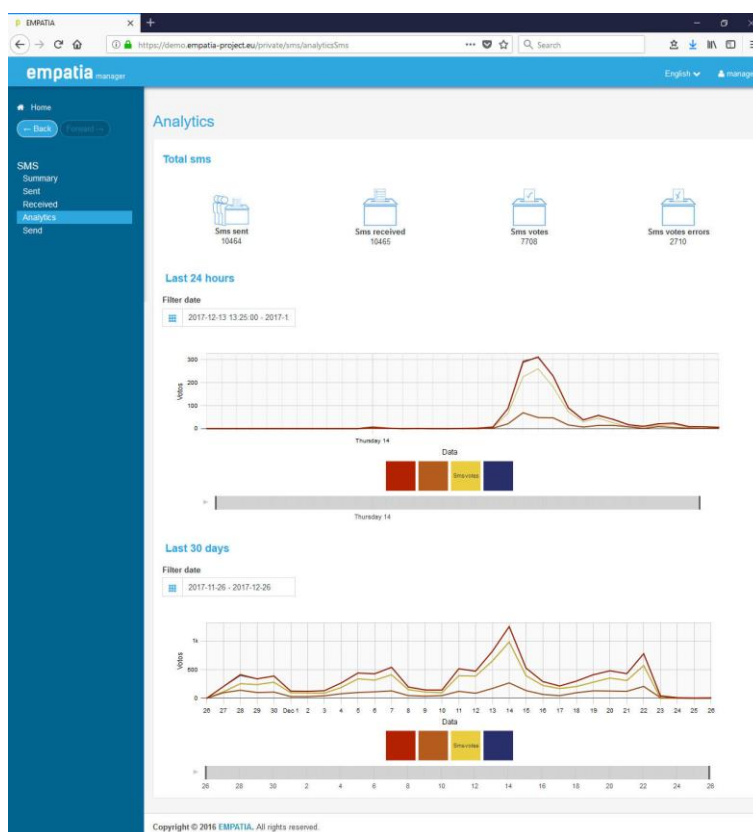 EMPATIA
https://demo.empatia-project.eu/private/sms/analyticsSms
Search
empatia manager
English
manage
Home
← Back
Forward →
SMS
Summary
Sent
Received
Analytics
Send
Analytics
Total sms
Sms sent
10464
Sms received
10465
Sms votes
7708
Sms votes errors
2710
Last 24 hours
Filter date
2017-12-13 13:25:00 - 2017-1
Votos
300
200
100
0
Thursday 14
Data
Sms votes
Thursday 14
Last 30 days
Filter date
2017-11-26 - 2017-12-26
Votos
1k
500
0
26 27 28 29 30 Dec 1 2 3 4 5 6 7 8 9 10 11 12 13 14 15 16 17 18 19 20 21 22 23 24 25 26
Data
Sms votes
26 28 30 2 4 6 8 10 12 14 16 18 20 22 24 26
Copyright © 2016 EMPATIA. All rights reserved.